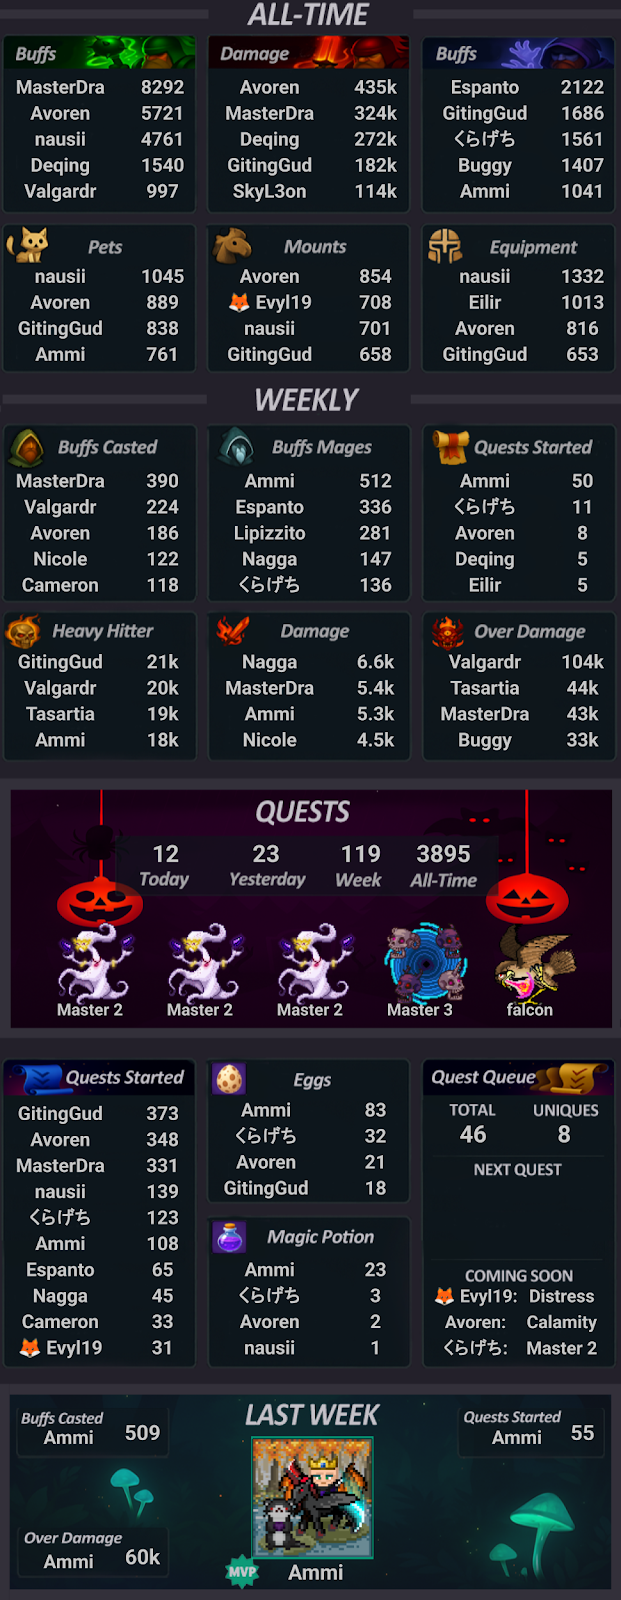 ALL-TIME
Buffs
MasterDra 8292
Avoren 5721
nausii 4761
Deqing 1540
Valgardr 997
Damage
Avoren 435k
MasterDra 324k
Deqing 272k
GitingGud 182k
SkyL3on 114k
Buffs
Espanto 2122
GitingGud 1686
くらげち 1561
Buggy 1407
Ammi 1041
Pets
nausii 1045
Avoren 889
GitingGud 838
Ammi 761
Mounts
Avoren 854
🦊 Evyl19 708
nausii 701
GitingGud 658
Equipment
nausii 1332
Eilir 1013
Avoren 816
GitingGud 653
WEEKLY
Buffs Casted
MasterDra 390
Valgardr 224
Avoren 186
Nicole 122
Cameron 118
Buffs Mages
Ammi 512
Espanto 336
Lipizzito 281
Nagga 147
くらげち 136
Quests Started
Ammi 50
くらげち 11
Avoren 8
Deqing 5
Eilir 5
Heavy Hitter
GitingGud 21k
Valgardr 20k
Tasartia 19k
Ammi 18k
Damage
Nagga 6.6k
MasterDra 5.4k
Ammi 5.3k
Nicole 4.5k
Over Damage
Valgardr 104k
Tasartia 44k
MasterDra 43k
Buggy 33k
QUESTS
12 23 119 3895
Today Yesterday Week All-Time
Master 2 Master 2 Master 2 Master 3 falcon
Quests Started
GitingGud 373
Avoren 348
MasterDra 331
nausii 139
くらげち 123
Ammi 108
Espanto 65
Nagga 45
Cameron 33
🦊 Evyl19 31
Eggs
Ammi 83
くらげち 32
Avoren 21
GitingGud 18
Magic Potion
Ammi 23
くらげち 3
Avoren 2
nausii 1
Quest Queue
TOTAL UNIQUES
46 8
NEXT QUEST
COMING SOON
🦊 Evyl19: Distress
Avoren: Calamity
くらげち: Master 2
LAST WEEK
Buffs Casted
Ammi 509
Quests Started
Ammi 55
Over Damage
Ammi 60k
MVP
Ammi